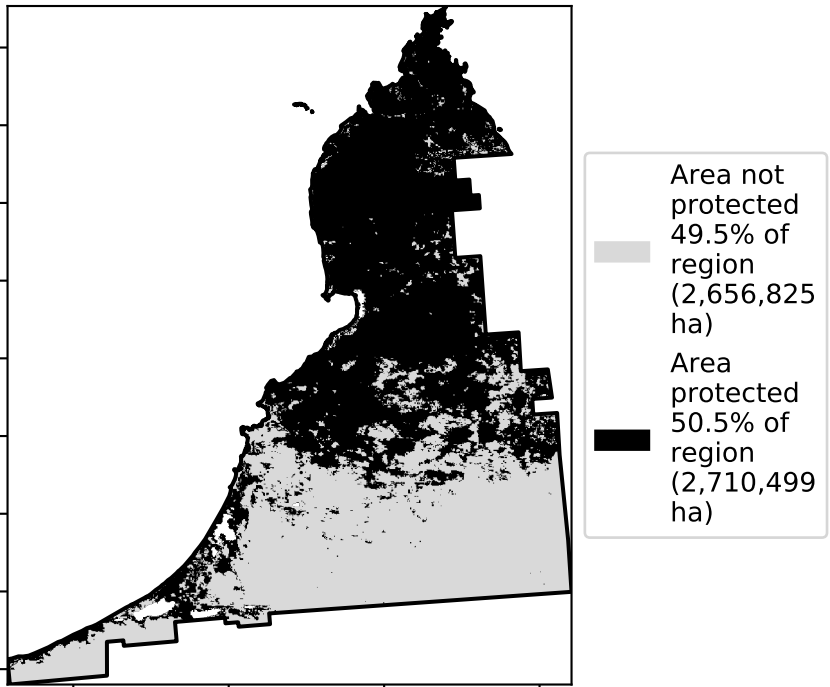 Area not
protected
49.5% of
region
(2,656,825
ha)
Area
protected
50.5% of
region
(2,710,499
ha)